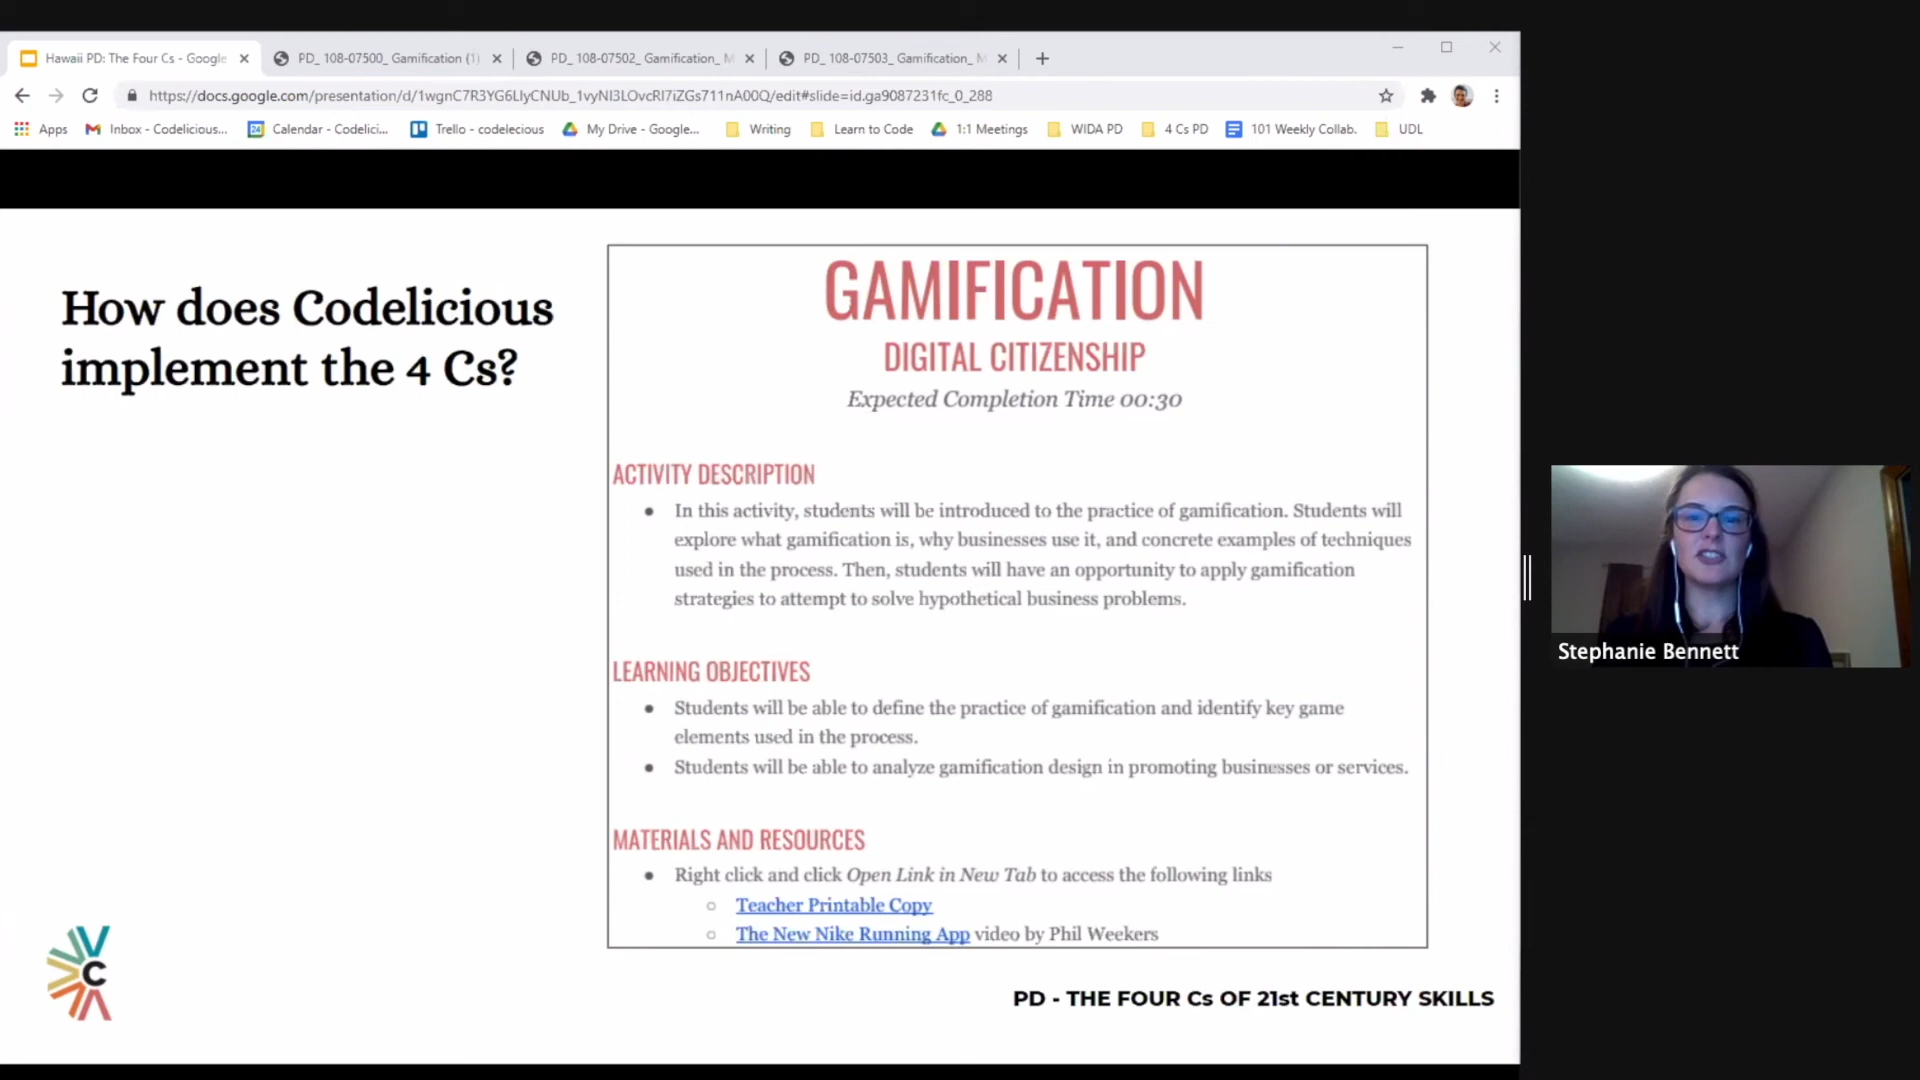 Hawaii PD: The Four Cs - Google
PD_ 108-07500_ Gamification (1)
PD_ 108-07502_ Gamification_ M
PD_ 108-07503_ Gamification_ M
https://docs.google.com/presentation/d/1wgnC7R3YG6LIyCNUb_1vyNI3LOvcRI7iZGs711nA00Q/edit#slide=id.ga9087231fc_0_288
Apps
Inbox - Codelicious...
Calendar - Codelici...
Trello - codelecious
My Drive - Google...
Writing
Learn to Code
1:1 Meetings
WIDA PD
4 Cs PD
101 Weekly Collab.
UDL
How does Codelicious
implement the 4 Cs?
GAMIFICATION
DIGITAL CITIZENSHIP
Expected Completion Time 00:30
ACTIVITY DESCRIPTION
● In this activity, students will be introduced to the practice of gamification. Students will
explore what gamification is, why businesses use it, and concrete examples of techniques
used in the process. Then, students will have an opportunity to apply gamification
strategies to attempt to solve hypothetical business problems.
LEARNING OBJECTIVES
● Students will be able to define the practice of gamification and identify key game
elements used in the process.
● Students will be able to analyze gamification design in promoting businesses or services.
MATERIALS AND RESOURCES
● Right click and click Open Link in New Tab to access the following links
○ Teacher Printable Copy
○ The New Nike Running App video by Phil Weekers
C
PD - THE FOUR Cs OF 21st CENTURY SKILLS
Stephanie Bennett